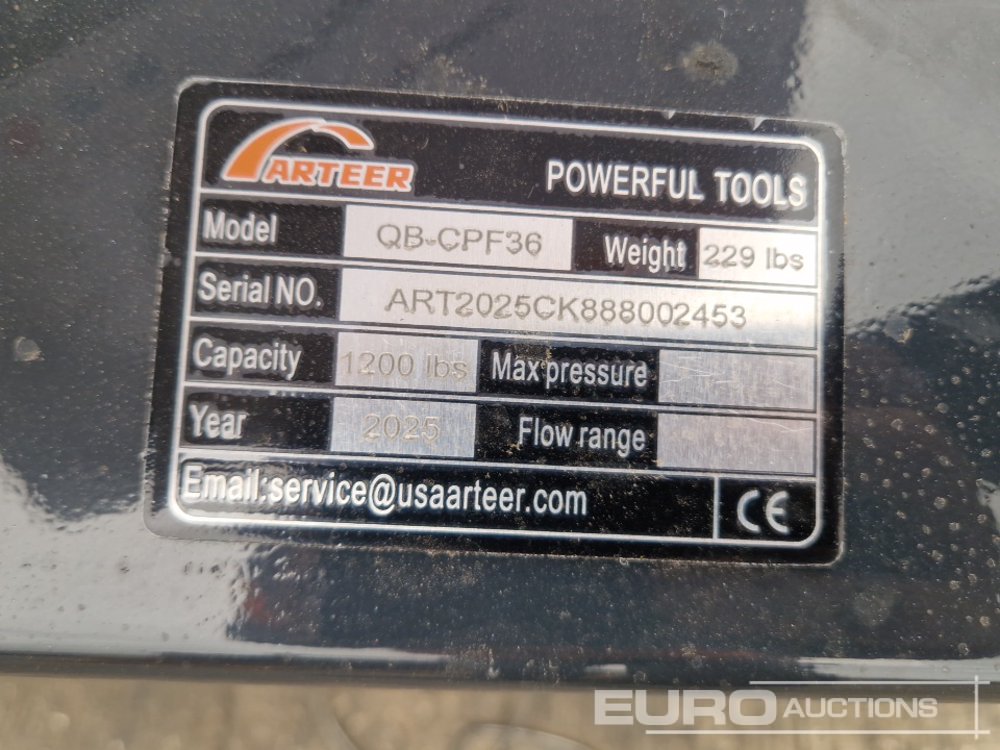 ARTEER POWERFUL TOOLS
Model QB-CPF36 Weight 229 lbs
Serial NO. ART2025CK888002453
Capacity 1200 lbs Max pressure
Year 2025 Flow range
Email:service@usaarteer.com CE
EURO AUCTIONS